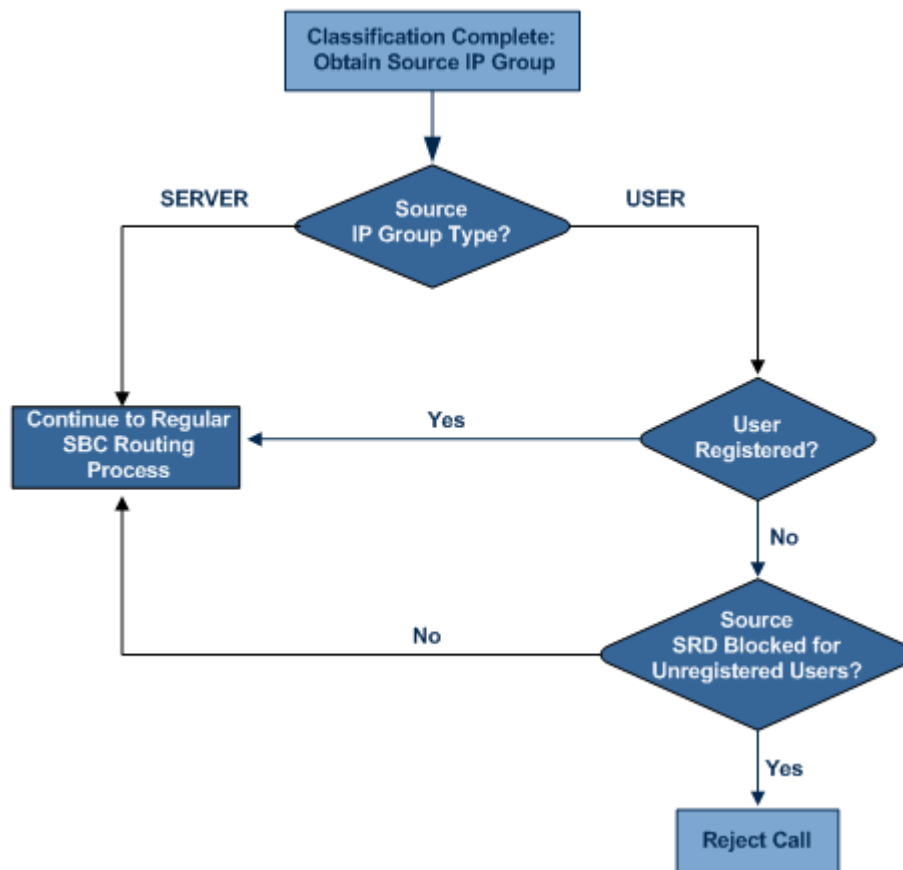 Classification Complete:
Obtain Source IP Group
SERVER
USER
Source
IP Group Type?
Continue to Regular
SBC Routing
Process
Yes
User
Registered?
No
No
Source
SRD Blocked for
Unregistered Users?
Yes
Reject Call